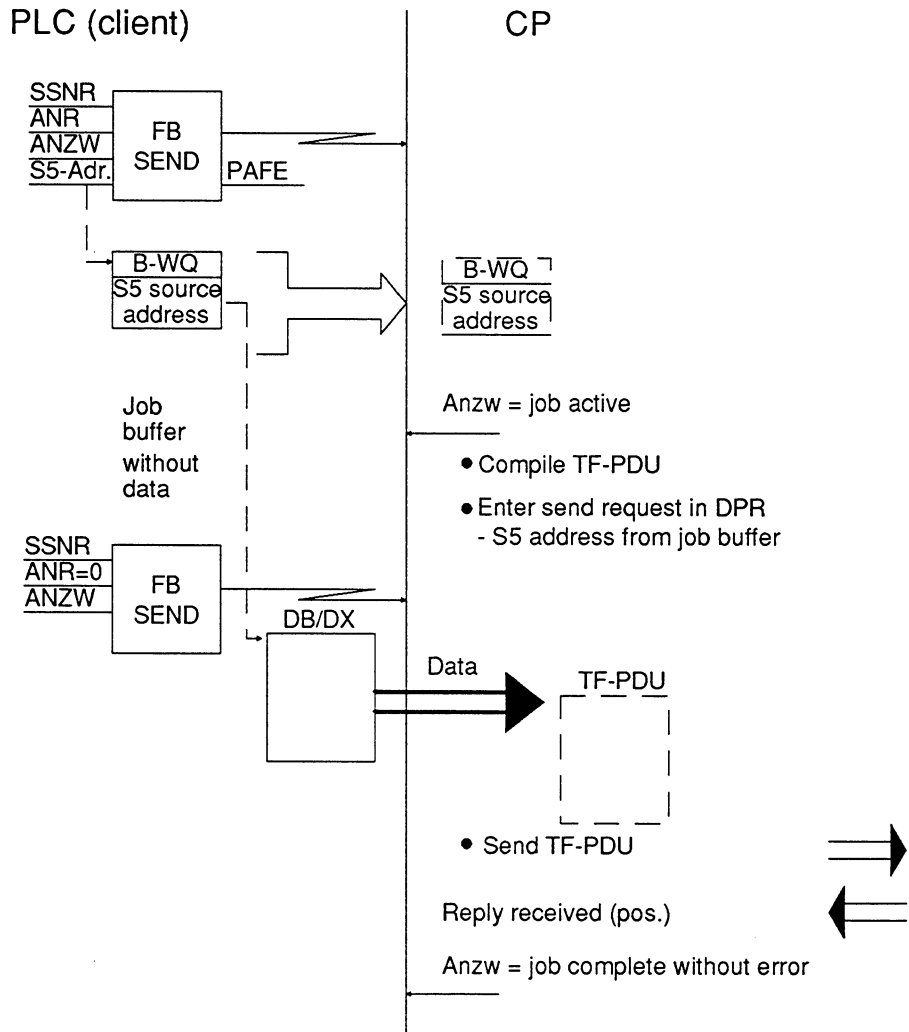 PLC (client)
CP
SSNR
ANR
ANZW
S5-Adr.
FB
SEND
PAFE
B-WQ
S5 source
address
B-WQ
S5 source
address
Job
buffer
without
data
Anzw = job active
• Compile TF-PDU
• Enter send request in DPR
- S5 address from job buffer
SSNR
ANR=0
ANZW
FB
SEND
DB/DX
Data
TF-PDU
• Send TF-PDU
Reply received (pos.)
Anzw = job complete without error